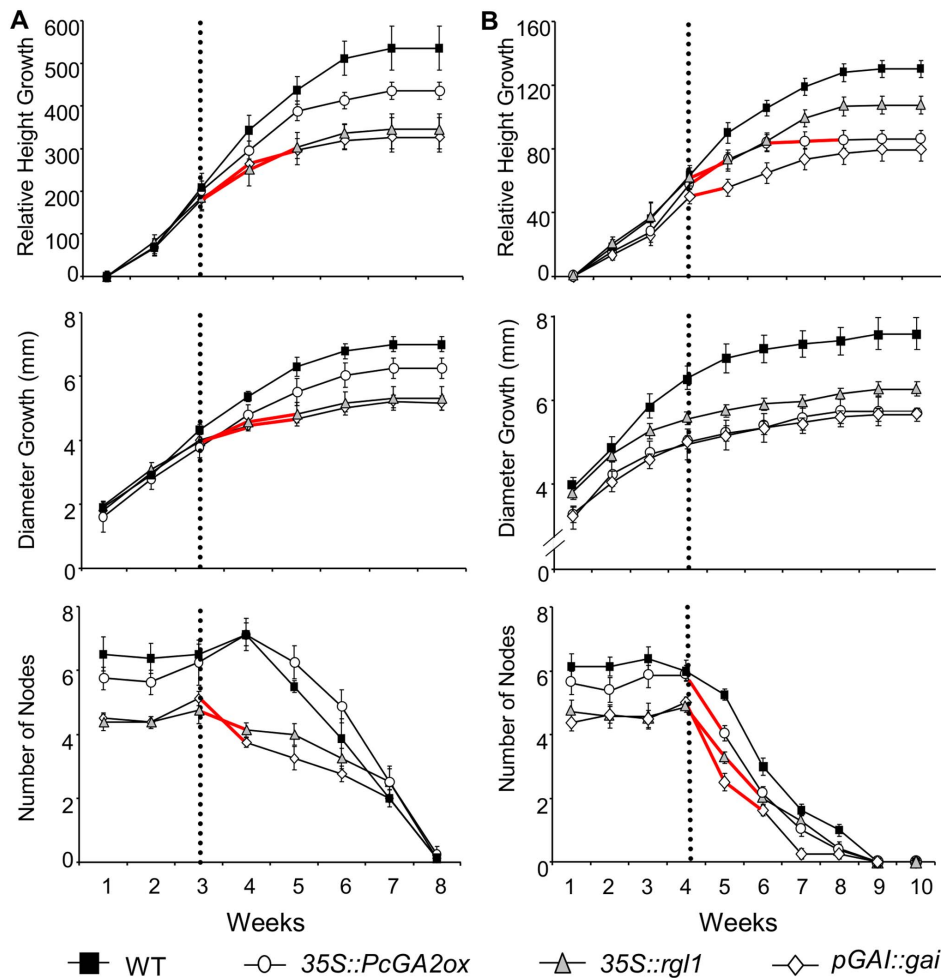 A
B
600
500
400
300
200
100
0
Relative Height Growth
160
120
80
40
0
Relative Height Growth
8
6
4
2
0
Diameter Growth (mm)
8
6
4
0
Diameter Growth (mm)
8
6
4
2
0
Number of Nodes
1 2 3 4 5 6 7 8
Weeks
8
6
4
2
0
Number of Nodes
1 2 3 4 5 6 7 8 9 10
Weeks
WT 35S::PcGA2ox 35S::rgl1 pGAI::gai